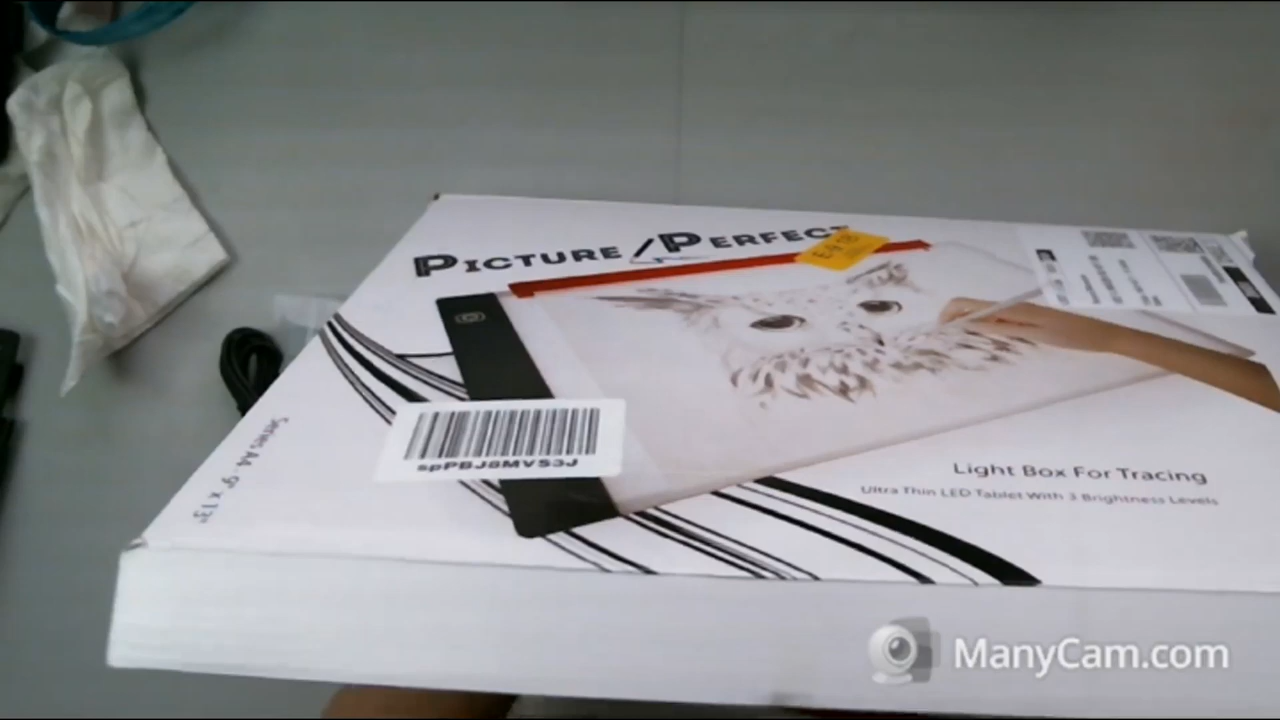 PICTURE/PERFECT
spPBJ8MVS3J
Series A4 9" x 13"
Light Box For Tracing
Ultra Thin LED Tablet With 3 Brightness Levels
ManyCam.com